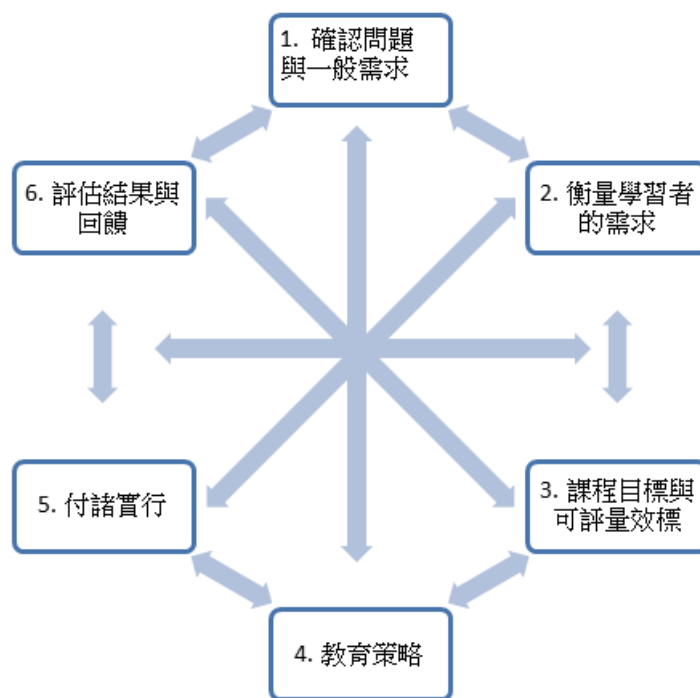 1. 確認問題
與一般需求
2. 衡量學習者
的需求
3. 課程目標與
可評量效標
4. 教育策略
5. 付諸實行
6. 評估結果與
回饋